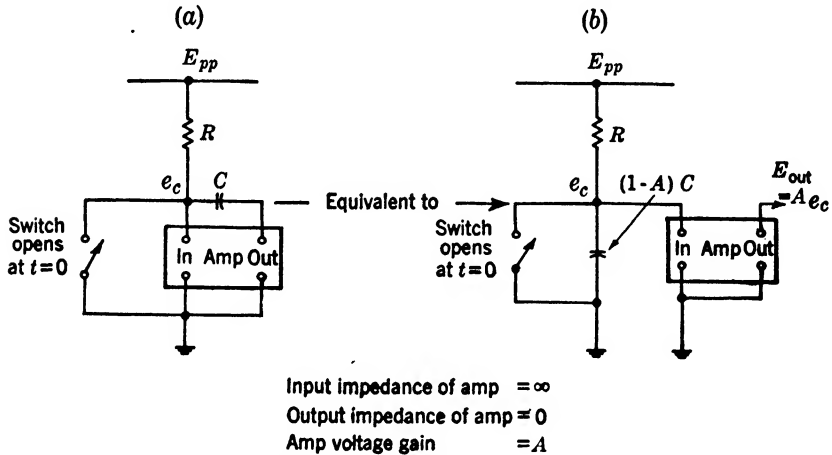 (a)
E_pp
R
e_c C
Switch
opens
at t=0
In Amp Out
Equivalent to
(b)
E_pp
R
e_c (1-A) C
Switch
opens
at t=0
E_out
=A e_c
In Amp Out
Input impedance of amp =∞
Output impedance of amp = 0
Amp voltage gain =A